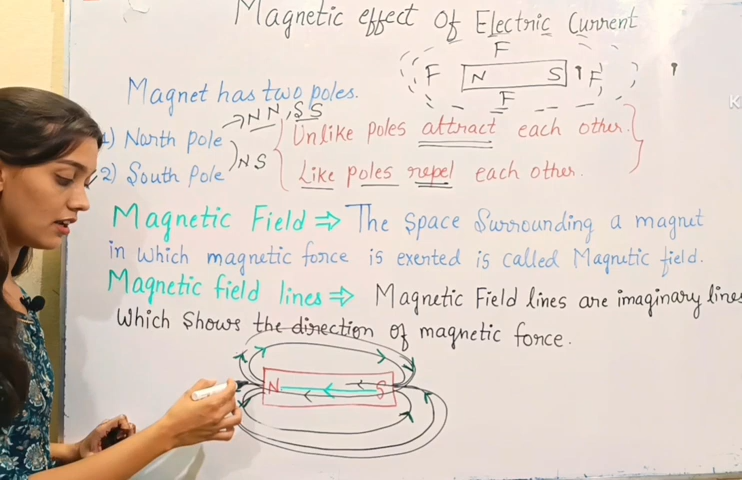 Magnetic effect Of Electric Current
F
F N S F
F
Magnet has two poles.
→ N N, S S
1) North pole
2) South pole
N S
Unlike poles attract each other.
Like poles repel each other.
Magnetic Field ⇒ The Space Surrounding a magnet
in which magnetic force is exerted is called Magnetic field.
Magnetic field lines ⇒ Magnetic Field lines are imaginary lines
Which shows the direction of magnetic force.
N S
K